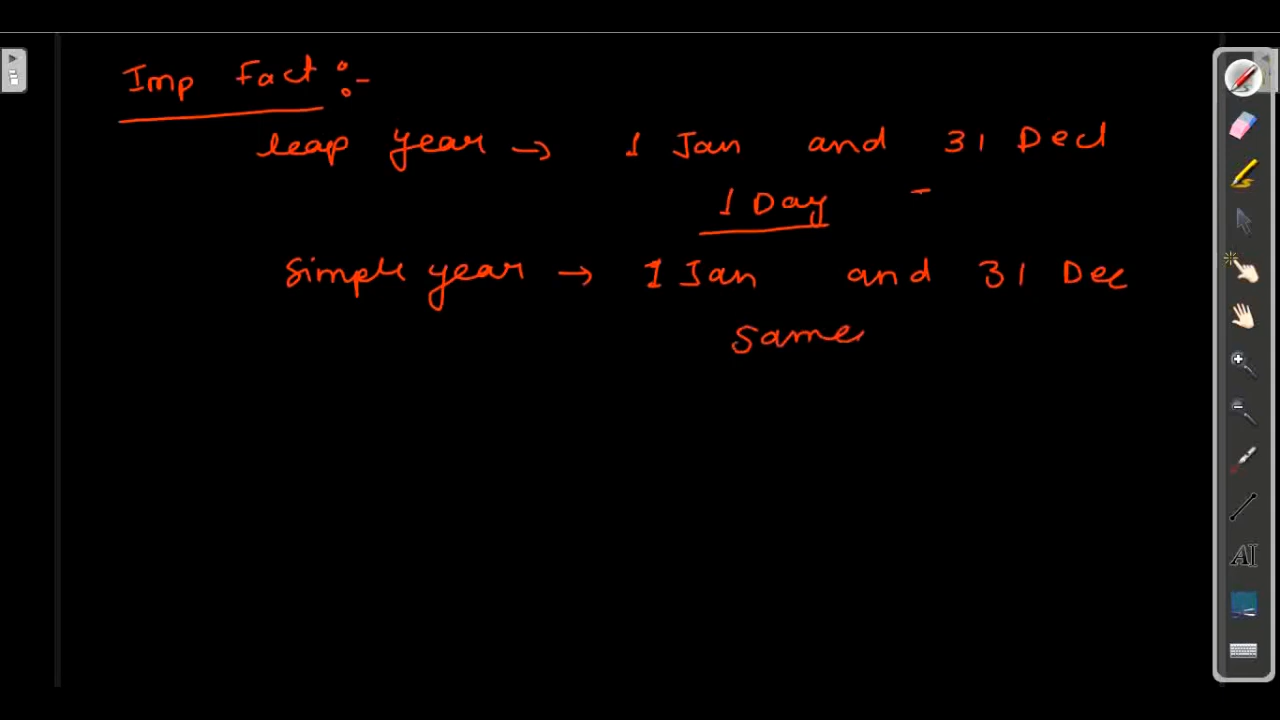 Imp Fact :-
leap year → 1 Jan and 31 Dec
1 Day -
Simple year → 1 Jan and 31 Dec
Same
AI